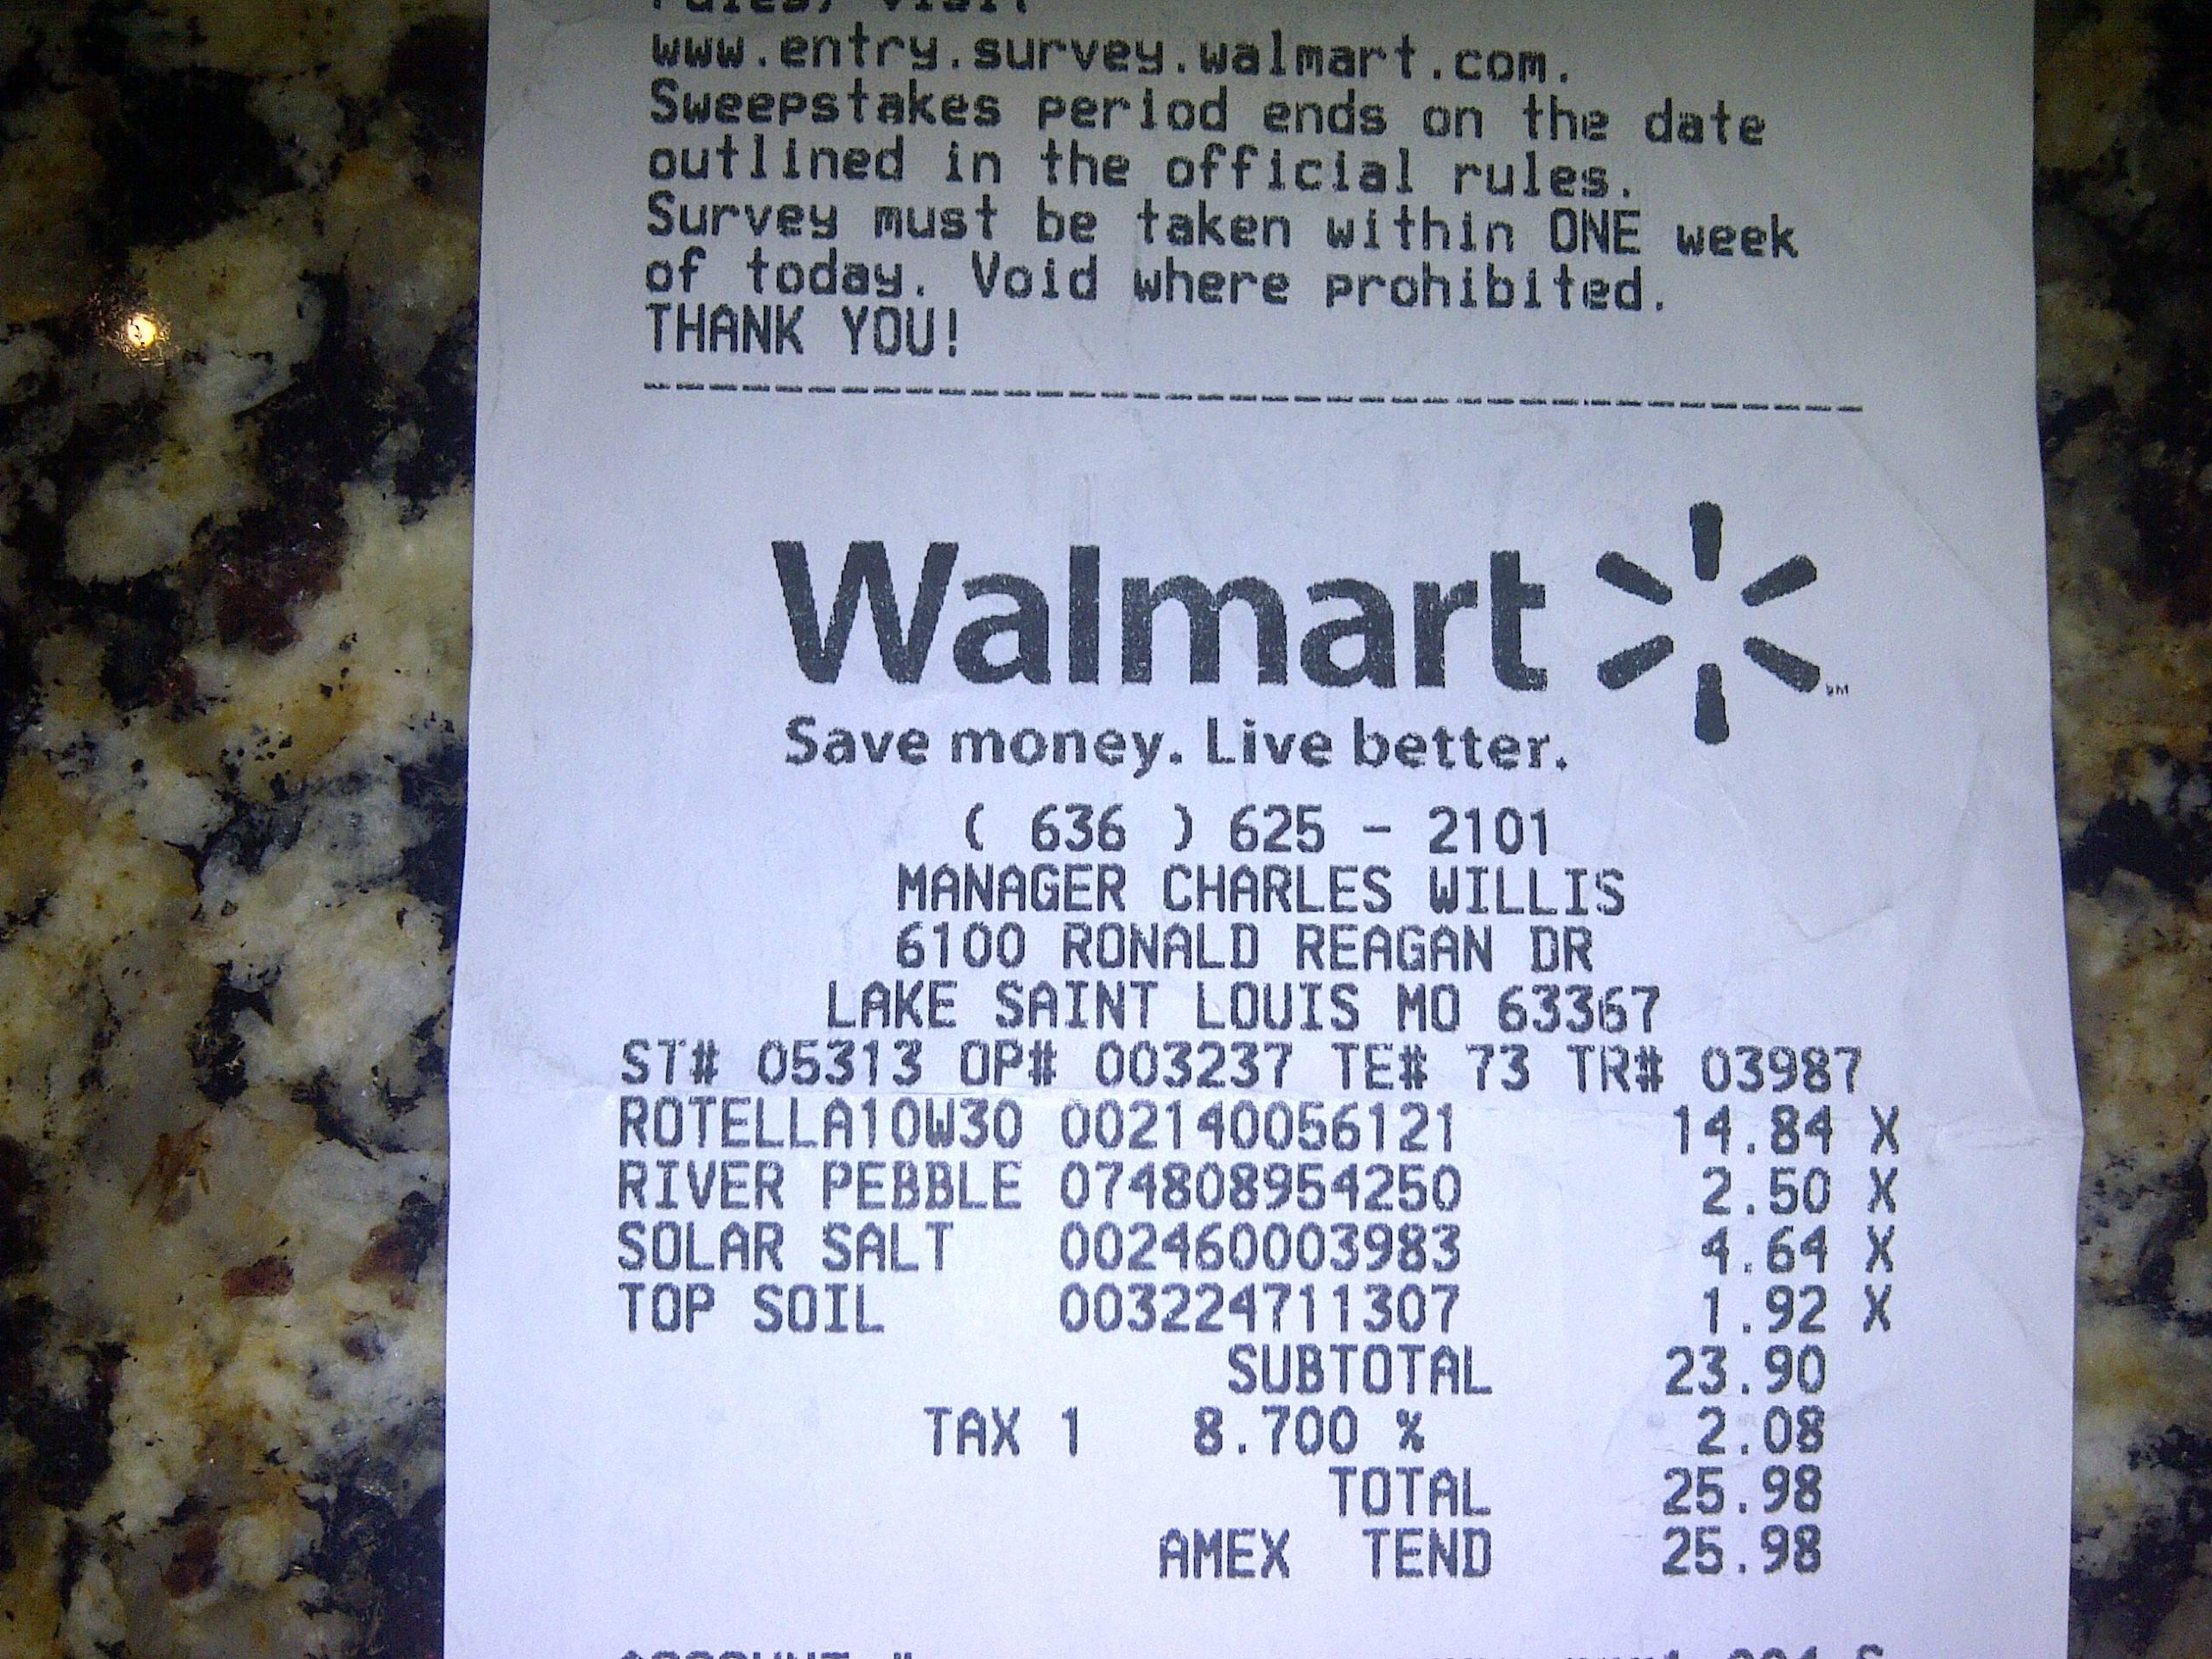 rules, visit
www.entry.survey.walmart.com.
Sweepstakes period ends on the date
outlined in the official rules.
Survey must be taken within ONE week
of today. Void where prohibited.
THANK YOU!
Walmart
SM
Save money. Live better.
( 636 ) 625 - 2101
MANAGER CHARLES WILLIS
6100 RONALD REAGAN DR
LAKE SAINT LOUIS MO 63367
ST# 05313 OP# 003237 TE# 73 TR# 03987
ROTELLA10W30 002140056121 14.84 X
RIVER PEBBLE 074808954250 2.50 X
SOLAR SALT 002460003983 4.64 X
TOP SOIL 003224711307 1.92 X
SUBTOTAL 23.90
TAX 1 8.700 % 2.08
TOTAL 25.98
AMEX TEND 25.98
ACCOUNT #